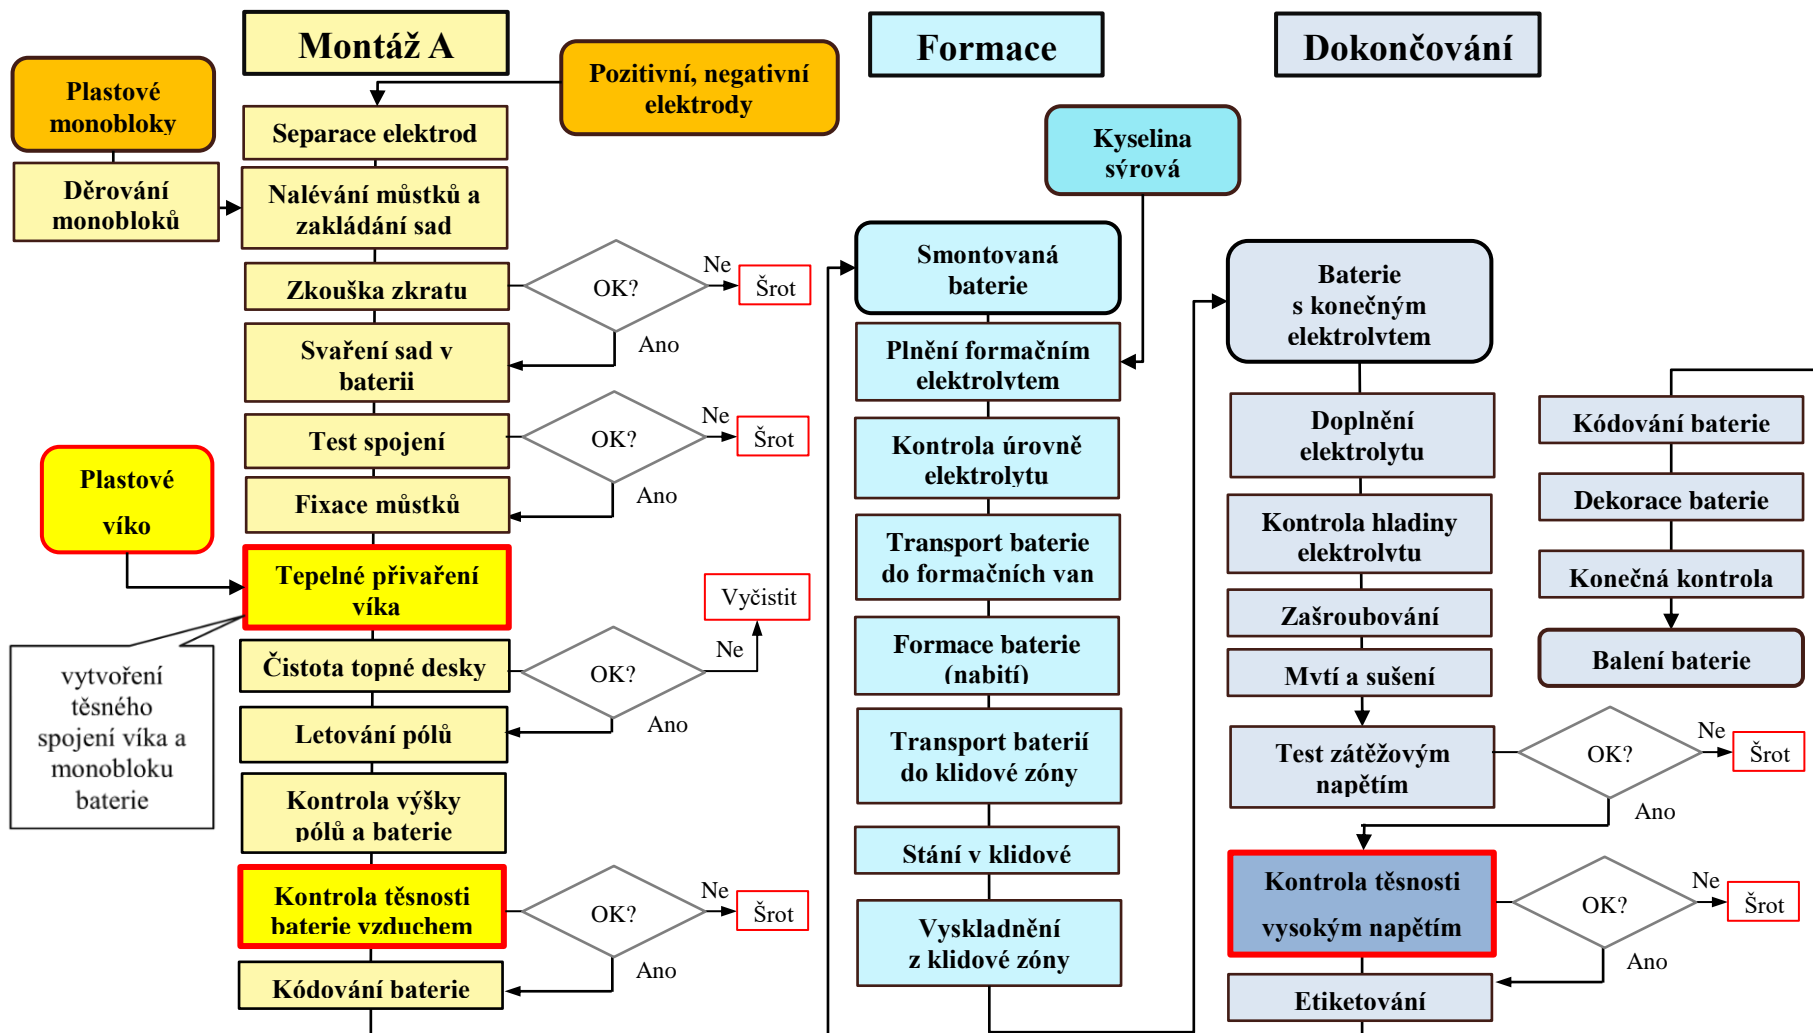 Montáž A
Plastové
monobloky
Pozitivní, negativní
elektrody
Separace elektrod
Děrování
monobloků
Nalévání můstků a
zakládání sad
Zkouška zkratu
OK?
Ne
Šrot
Ano
Svaření sad v
baterii
Test spojení
OK?
Ne
Šrot
Ano
Fixace můstků
Plastové
víko
Tepelné přivaření
víka
vytvoření
těsného
spojení víka a
monobloku
baterie
Čistota topné desky
OK?
Ne
Vyčistit
Ano
Letování pólů
Kontrola výšky
pólů a baterie
Kontrola těsnosti
baterie vzduchem
OK?
Ne
Šrot
Ano
Kódování baterie
Formace
Kyselina
sýrová
Smontovaná
baterie
Plnění formačním
elektrolytem
Kontrola úrovně
elektrolytu
Transport baterie
do formačních van
Formace baterie
(nabití)
Transport baterií
do klidové zóny
Stání v klidové
Vyskladnění
z klidové zóny
Dokončování
Baterie
s konečným
elektrolytem
Doplnění
elektrolytu
Kontrola hladiny
elektrolytu
Zašroubování
Mytí a sušení
Test zátěžovým
napětím
OK?
Ne
Šrot
Ano
Kontrola těsnosti
vysokým napětím
OK?
Ne
Šrot
Ano
Etiketování
Kódování baterie
Dekorace baterie
Konečná kontrola
Balení baterie